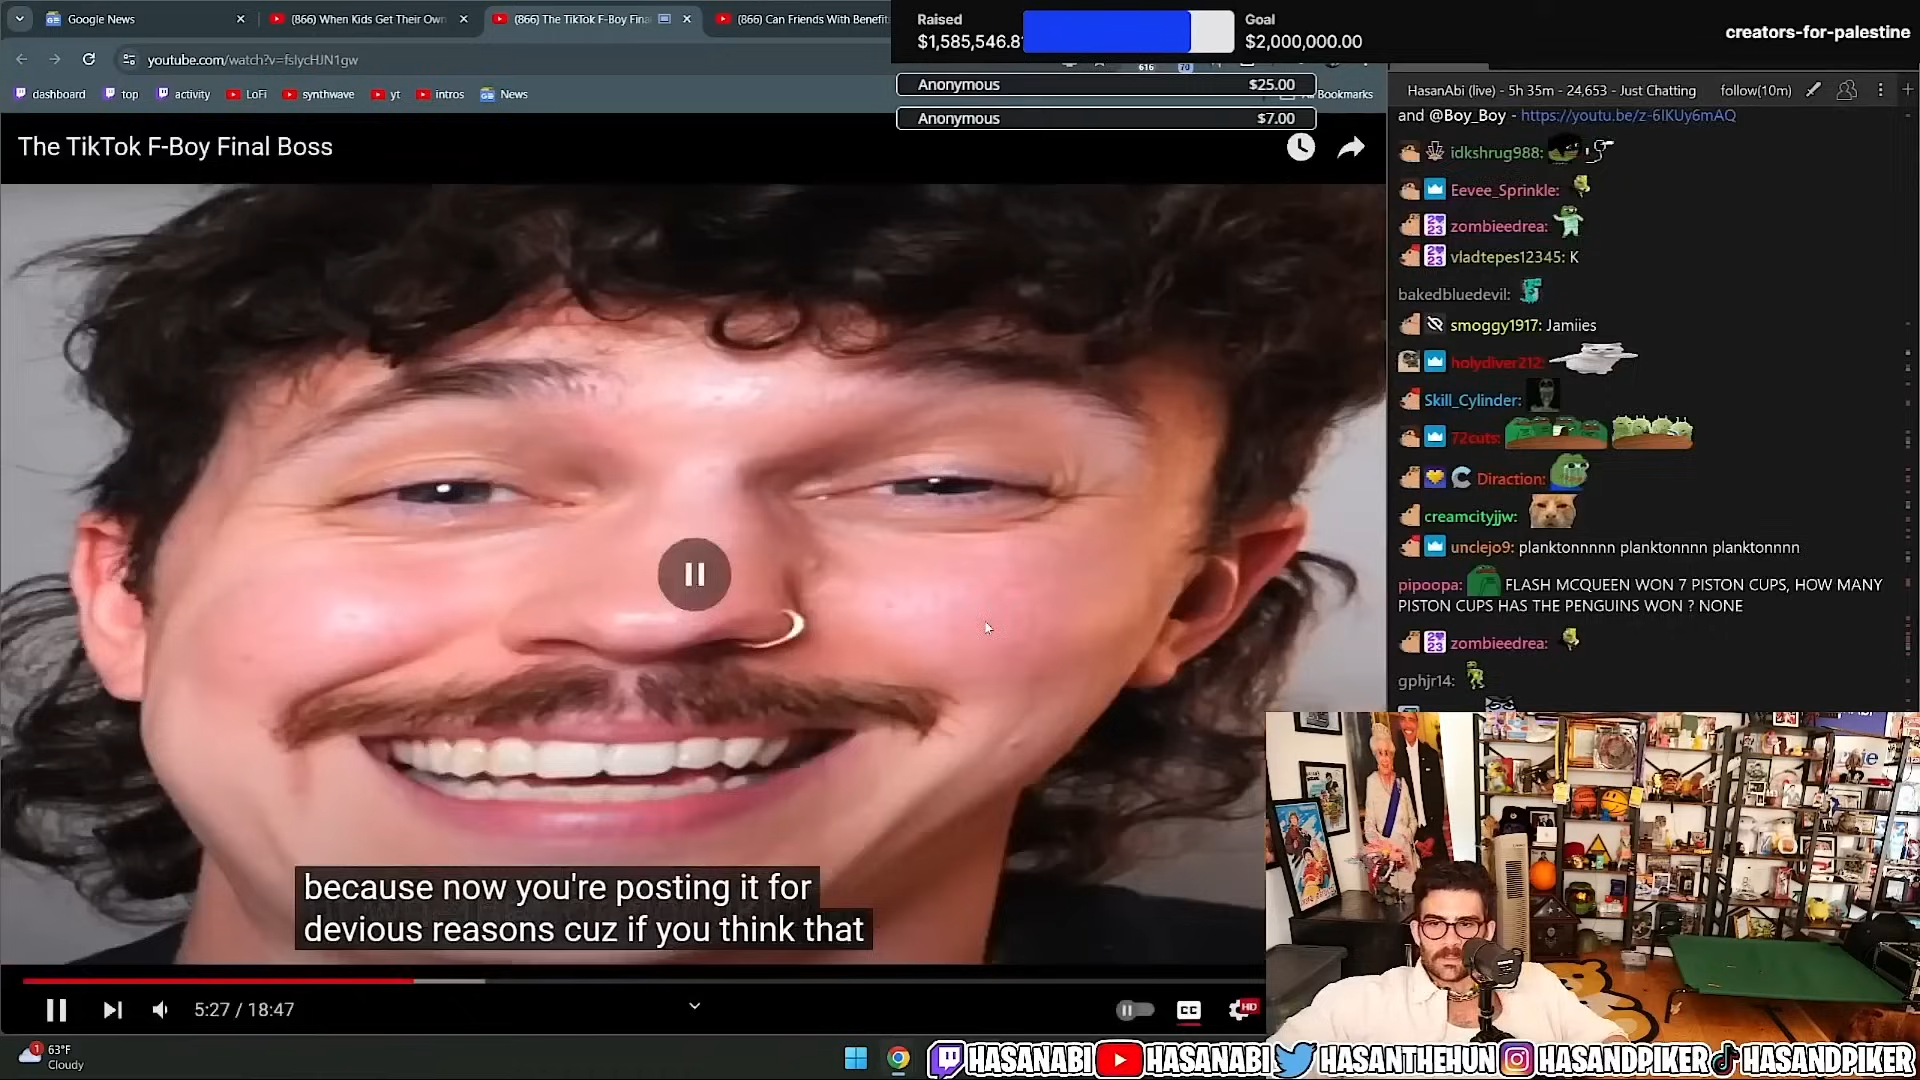 Google News
(866) When Kids Get Their Own
(866) The TikTok F-Boy Fina
(866) Can Friends With Benefit
youtube.com/watch?v=fslycHJN1gw
dashboard
top
activity
LoFi
synthwave
yt
intros
News
Bookmarks
616
70
Raised
$1,585,546.8
Goal
$2,000,000.00
creators-for-palestine
Anonymous $25.00
Anonymous $7.00
The TikTok F-Boy Final Boss
because now you're posting it for
devious reasons cuz if you think that
5:27 / 18:47
CC
HD
HasanAbi (live) - 5h 35m - 24,653 - Just Chatting
follow(10m)
and @Boy_Boy - https://youtu.be/z-6IKUy6mAQ
idkshrug988:
Eevee_Sprinkle:
zombieedrea:
vladtepes12345: K
bakedbluedevil:
smoggy1917: Jamiies
holydiver212:
Skill_Cylinder:
72cuts:
Diraction:
creamcityjjw:
unclejo9: planktonnnnn planktonnnn planktonnnn
pipoopa: FLASH MCQUEEN WON 7 PISTON CUPS, HOW MANY
PISTON CUPS HAS THE PENGUINS WON ? NONE
zombieedrea:
gphjr14:
1
63°F
Cloudy
HASANABI
HASANABI
HASANTHEHUN
HASANDPIKER
HASANDPIKER